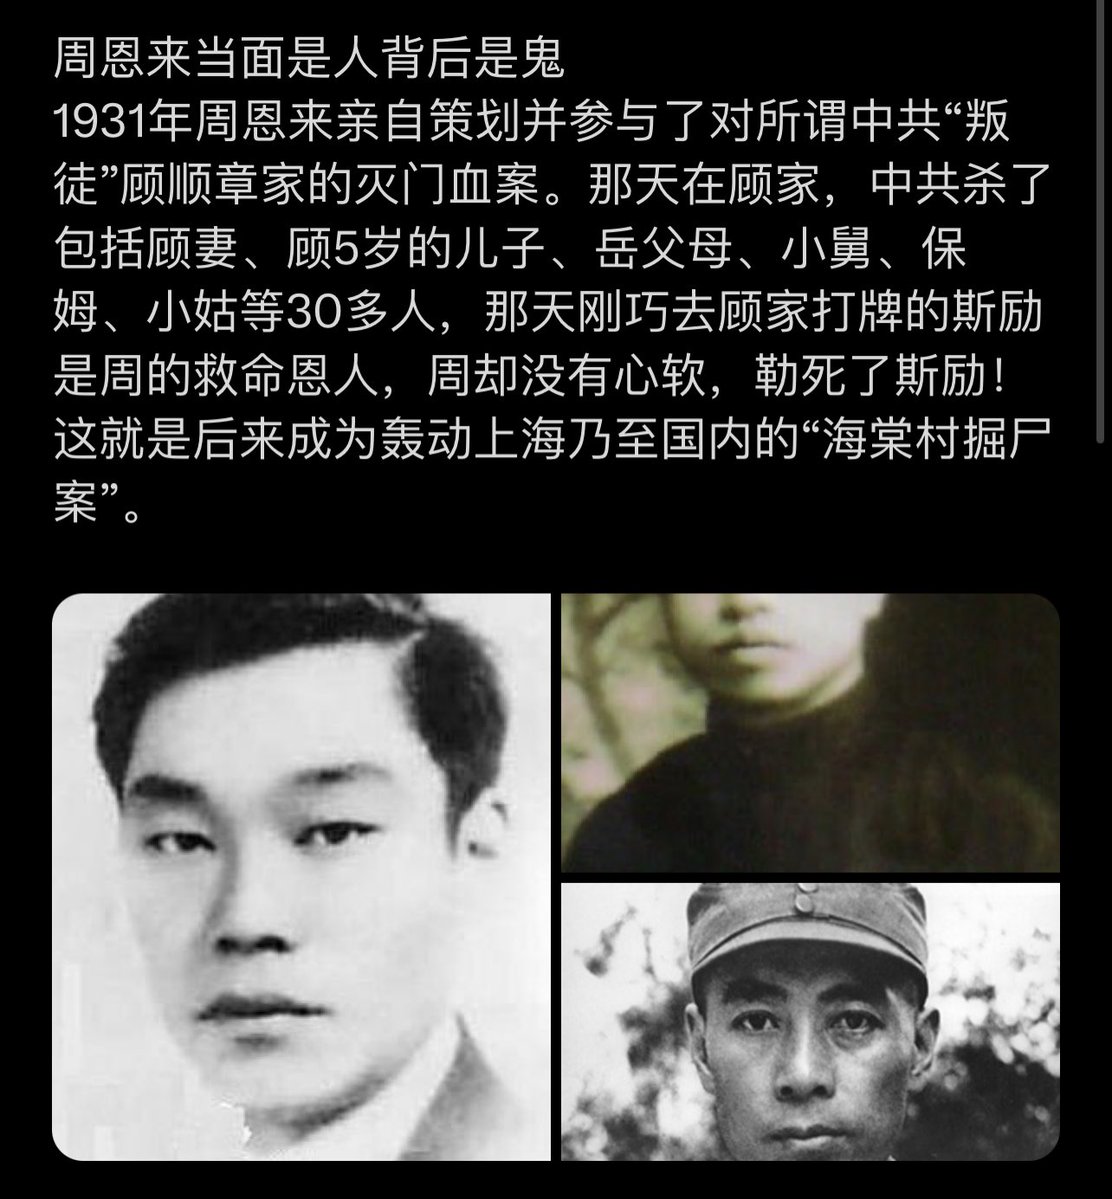 周恩来当面是人背后是鬼
1931年周恩来亲自策划并参与了对所谓中共“叛
徒”顾顺章家的灭门血案。那天在顾家，中共杀了
包括顾妻、顾5岁的儿子、岳父母、小舅、保
姆、小姑等30多人，那天刚巧去顾家打牌的斯励
是周的救命恩人，周却没有心软，勒死了斯励！
这就是后来成为轰动上海乃至国内的“海棠村掘尸
案”。